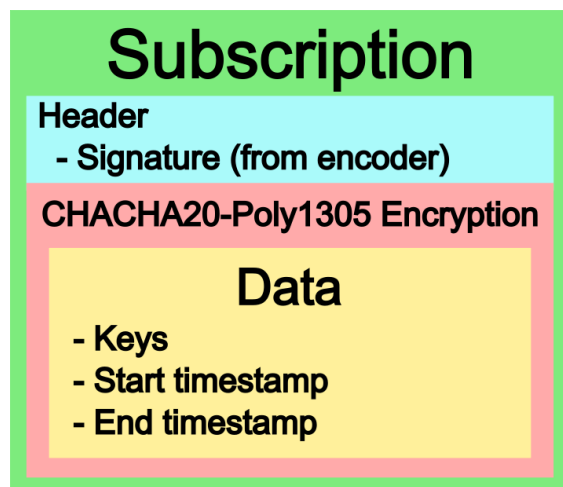 Subscription
Header
- Signature (from encoder)
CHACHA20-Poly1305 Encryption
Data
- Keys
- Start timestamp
- End timestamp